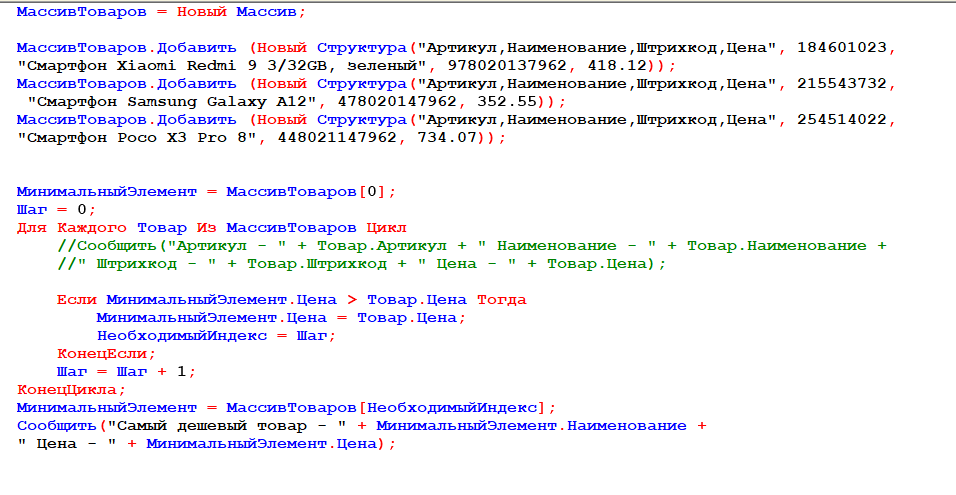 МассивТоваров = Новый Массив;
МассивТоваров.Добавить (Новый Структура("Артикул,Наименование,Штрихкод,Цена", 184601023,
"Смартфон Xiaomi Redmi 9 3/32GB, зеленый", 978020137962, 418.12));
МассивТоваров.Добавить (Новый Структура("Артикул,Наименование,Штрихкод,Цена", 215543732,
"Смартфон Samsung Galaxy A12", 478020147962, 352.55));
МассивТоваров.Добавить (Новый Структура("Артикул,Наименование,Штрихкод,Цена", 254514022,
"Смартфон Poco X3 Pro 8", 448021147962, 734.07));
МинимальныйЭлемент = МассивТоваров[0];
Шаг = 0;
Для Каждого Товар Из МассивТоваров Цикл
//Сообщить("Артикул - " + Товар.Артикул + " Наименование - " + Товар.Наименование +
//" Штрихкод - " + Товар.Штрихкод + " Цена - " + Товар.Цена);
Если МинимальныйЭлемент.Цена > Товар.Цена Тогда
МинимальныйЭлемент.Цена = Товар.Цена;
НеобходимыйИндекс = Шаг;
КонецЕсли;
Шаг = Шаг + 1;
КонецЦикла;
МинимальныйЭлемент = МассивТоваров[НеобходимыйИндекс];
Сообщить("Самый дешевый товар - " + МинимальныйЭлемент.Наименование +
" Цена - " + МинимальныйЭлемент.Цена);